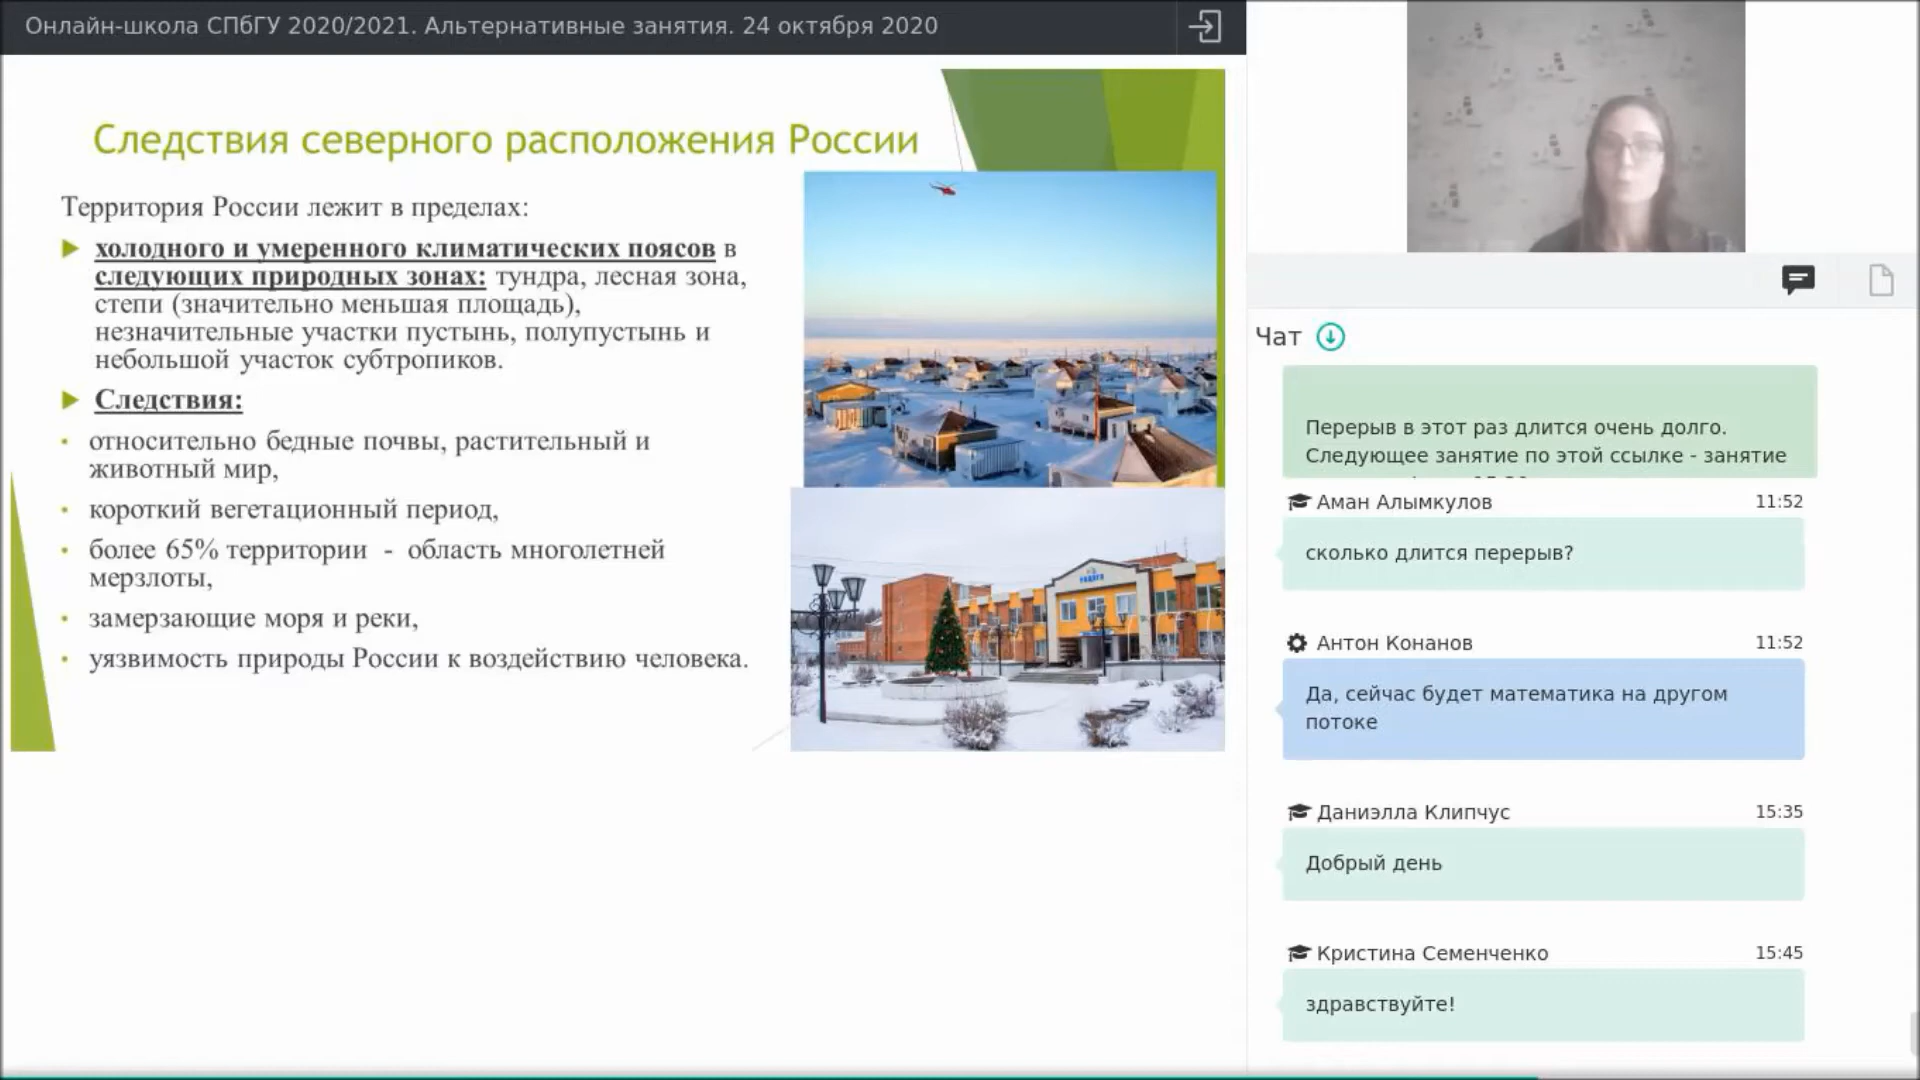 Онлайн-школа СПбГУ 2020/2021. Альтернативные занятия. 24 октября 2020
Следствия северного расположения России
Территория России лежит в пределах:
холодного и умеренного климатических поясов в
следующих природных зонах: тундра, лесная зона,
степи (значительно меньшая площадь),
незначительные участки пустынь, полупустынь и
небольшой участок субтропиков.
Следствия:
относительно бедные почвы, растительный и
животный мир,
короткий вегетационный период,
более 65% территории - область многолетней
мерзлоты,
замерзающие моря и реки,
уязвимость природы России к воздействию человека.
Чат
Перерыв в этот раз длится очень долго.
Следующее занятие по этой ссылке - занятие
Аман Алымкулов 11:52
сколько длится перерыв?
Антон Конанов 11:52
Да, сейчас будет математика на другом
потоке
Даниэлла Клипчус 15:35
Добрый день
Кристина Семенченко 15:45
здравствуйте!